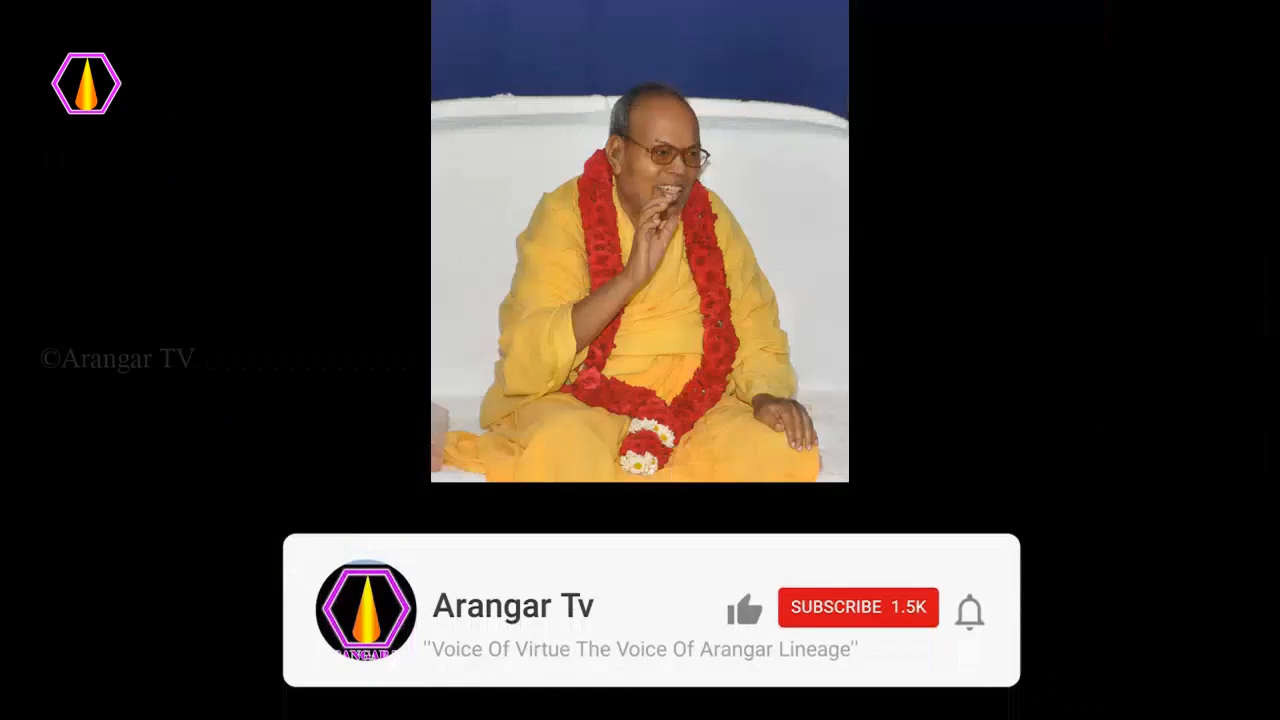 ©Arangar TV
Arangar Tv
SUBSCRIBE 1.5K
"Voice Of Virtue The Voice Of Arangar Lineage"